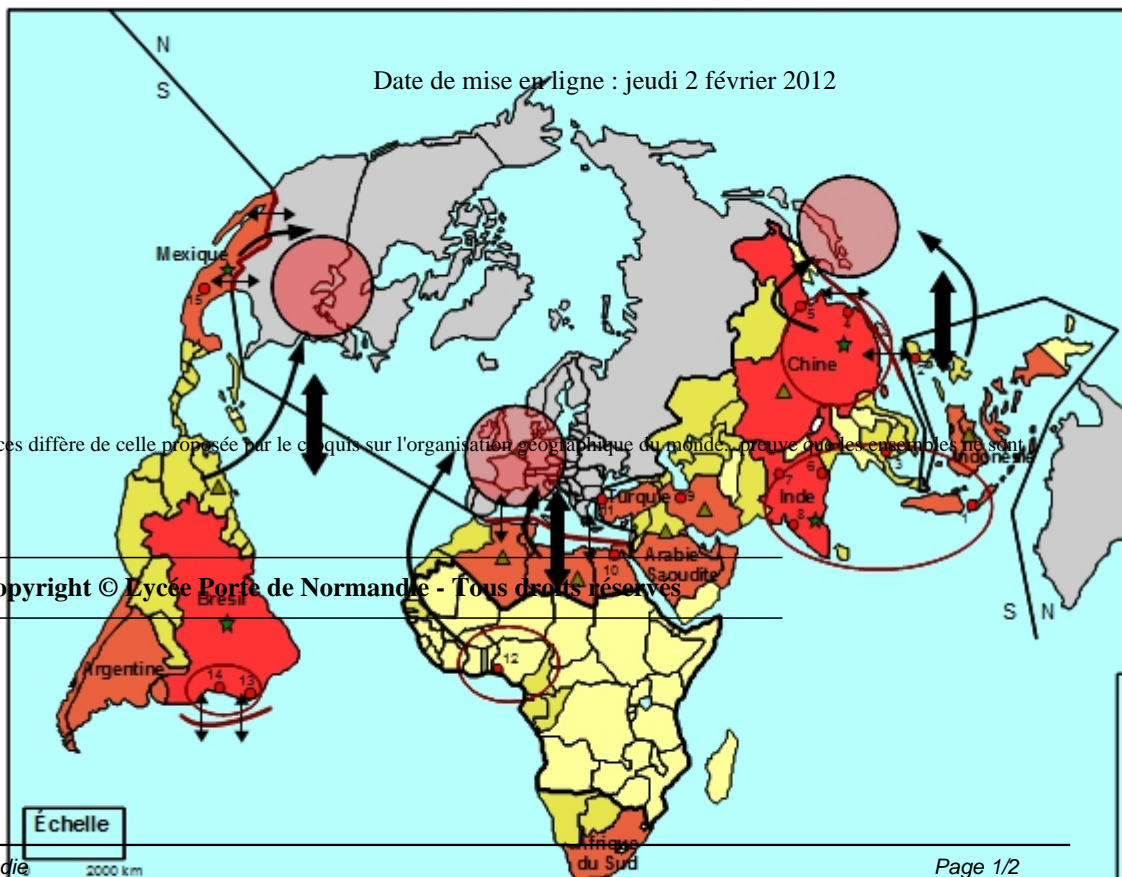 N
S
Date de mise en ligne : jeudi 2 février 2012
Mexique
15
5
4
Chine
ces diffère de celle proposée par le croquis sur l'organisation géographique du monde...preuve que les ensembles ne sont
Indonésie
3
7
6
Inde
8
Turquie
9
11
1
10
Arabie
Saoudite
opyright © Lycée Porte de Normandie - Tous droits réservés
Brésil
S
N
12
Argentine
14
13
Échelle
Afrique
du Sud
die
0
2000 km
Page 1/2